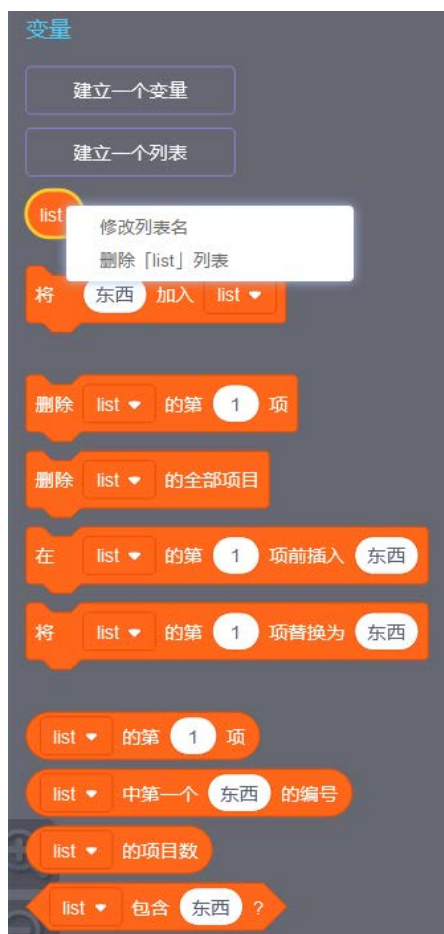 变量
建立一个变量
建立一个列表
list
修改列表名
删除「list」列表
将 东西 加入 list
删除 list 的第 1 项
删除 list 的全部项目
在 list 的第 1 项前插入 东西
将 list 的第 1 项替换为 东西
list 的第 1 项
list 中第一个 东西 的编号
list 的项目数
list 包含 东西 ?